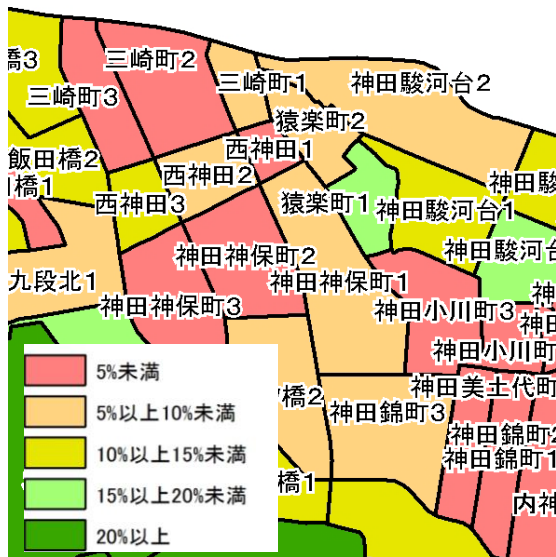 橋3
三崎町2
三崎町1
神田駿河台2
三崎町3
猿楽町2
西神田1
飯田橋2
西神田2
橋1
西神田3
猿楽町1
神田駿河台1
神田駿
神田駿河台
神田神保町2
九段北1
神田神保町1
神田神保町3
神田小川町3
神
神田
神田小川町
神田美土代町
橋2
神田錦町3
神田錦町2
神田錦町1
橋1
内神
5%未満
5%以上10%未満
10%以上15%未満
15%以上20%未満
20%以上